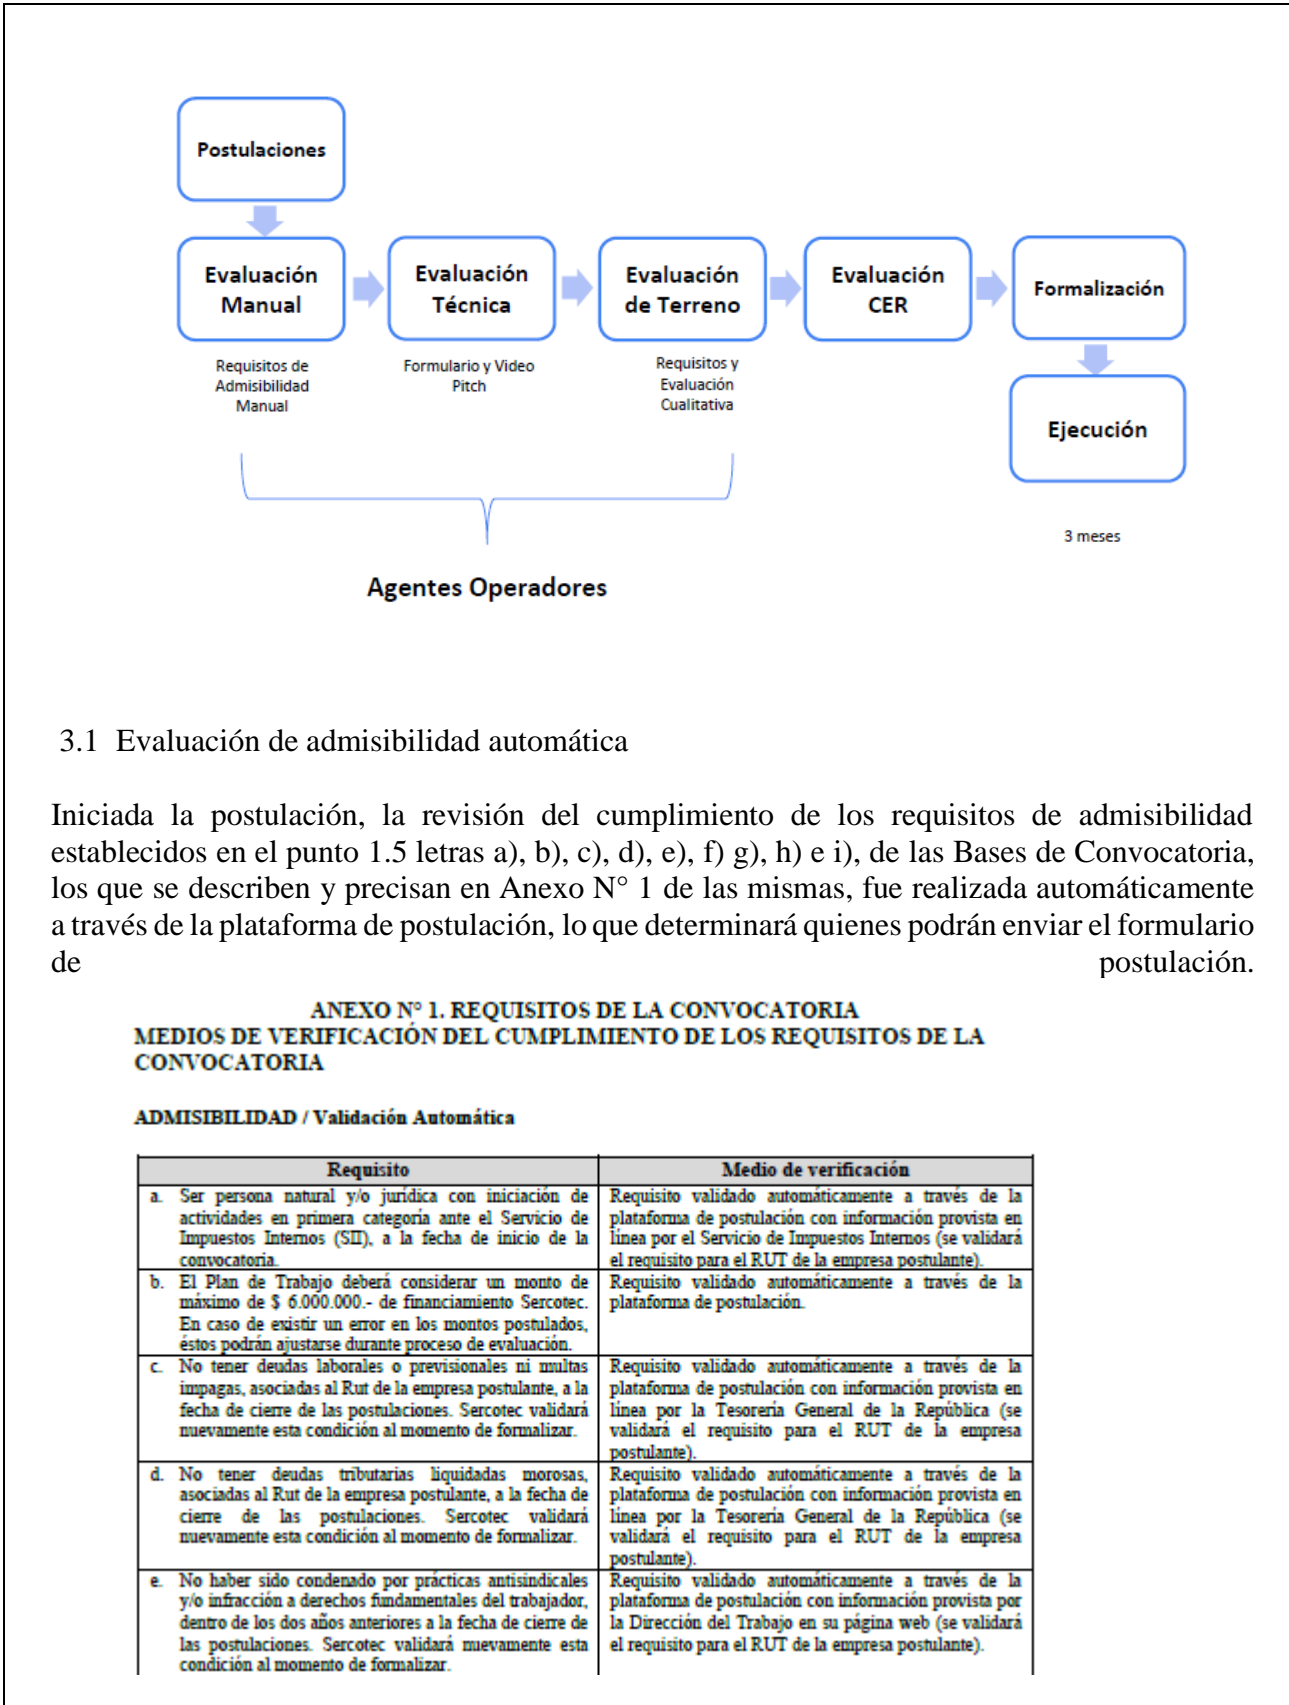 Postulaciones
Evaluación
Manual
Evaluación
Técnica
Evaluación
de Terreno
Evaluación
CER
Formalización
Requisitos de
Admisibilidad
Manual
Formulario y Video
Pitch
Requisitos y
Evaluación
Cualitativa
Ejecución
3 meses
Agentes Operadores
3.1 Evaluación de admisibilidad automática
Iniciada la postulación, la revisión del cumplimiento de los requisitos de admisibilidad
establecidos en el punto 1.5 letras a), b), c), d), e), f) g), h) e i), de las Bases de Convocatoria,
los que se describen y precisan en Anexo N° 1 de las mismas, fue realizada automáticamente
a través de la plataforma de postulación, lo que determinará quienes podrán enviar el formulario
de postulación.
ANEXO N° 1. REQUISITOS DE LA CONVOCATORIA
MEDIOS DE VERIFICACIÓN DEL CUMPLIMIENTO DE LOS REQUISITOS DE LA
CONVOCATORIA
ADMISIBILIDAD / Validación Automática
Requisito
Medio de verificación
a. Ser persona natural y/o jurídica con iniciación de
actividades en primera categoría ante el Servicio de
Impuestos Internos (SII), a la fecha de inicio de la
convocatoria.
Requisito validado automáticamente a través de la
plataforma de postulación con información provista en
línea por el Servicio de Impuestos Internos (se validará
el requisito para el RUT de la empresa postulante).
b. El Plan de Trabajo deberá considerar un monto de
máximo de $ 6.000.000.- de financiamiento Sercotec.
En caso de existir un error en los montos postulados,
éstos podrán ajustarse durante proceso de evaluación.
Requisito validado automáticamente a través de la
plataforma de postulación.
c. No tener deudas laborales o previsionales ni multas
impagas, asociadas al Rut de la empresa postulante, a la
fecha de cierre de las postulaciones. Sercotec validará
nuevamente esta condición al momento de formalizar.
Requisito validado automáticamente a través de la
plataforma de postulación con información provista en
línea por la Tesorería General de la República (se
validará el requisito para el RUT de la empresa
postulante).
d. No tener deudas tributarias liquidadas morosas,
asociadas al Rut de la empresa postulante, a la fecha de
cierre de las postulaciones. Sercotec validará
nuevamente esta condición al momento de formalizar.
Requisito validado automáticamente a través de la
plataforma de postulación con información provista en
línea por la Tesorería General de la República (se
validará el requisito para el RUT de la empresa
postulante).
e. No haber sido condenado por prácticas antisindicales
y/o infracción a derechos fundamentales del trabajador,
dentro de los dos años anteriores a la fecha de cierre de
las postulaciones. Sercotec validará nuevamente esta
condición al momento de formalizar.
Requisito validado automáticamente a través de la
plataforma de postulación con información provista por
la Dirección del Trabajo en su página web (se validará
el requisito para el RUT de la empresa postulante).